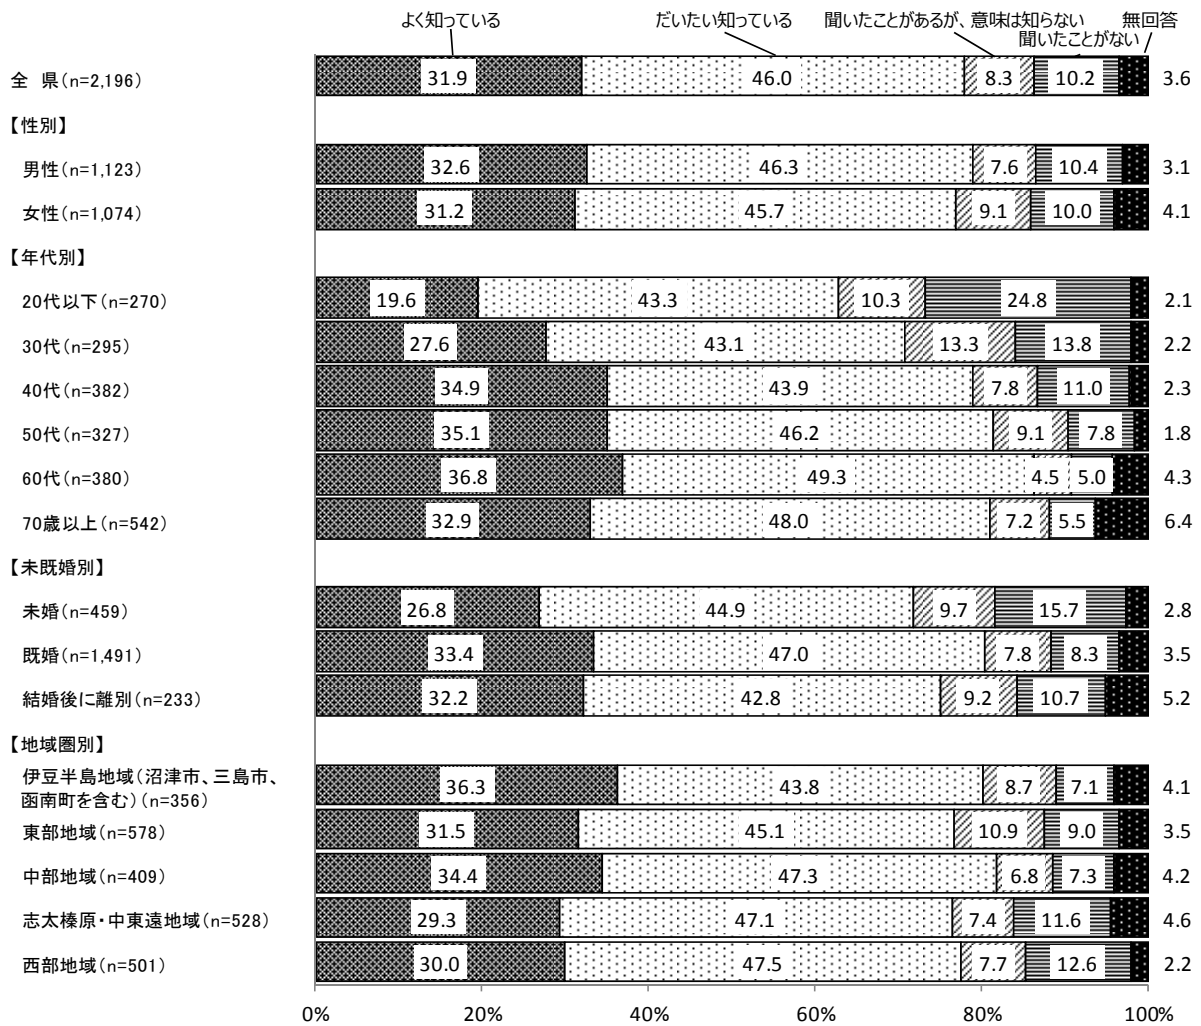 よく知っている
だいたい知っている
聞いたことがあるが、意味は知らない
無回答
聞いたことがない
全 県(n=2,196) 31.9 46.0 8.3 10.2 3.6
【性別】
男性(n=1,123) 32.6 46.3 7.6 10.4 3.1
女性(n=1,074) 31.2 45.7 9.1 10.0 4.1
【年代別】
20代以下(n=270) 19.6 43.3 10.3 24.8 2.1
30代(n=295) 27.6 43.1 13.3 13.8 2.2
40代(n=382) 34.9 43.9 7.8 11.0 2.3
50代(n=327) 35.1 46.2 9.1 7.8 1.8
60代(n=380) 36.8 49.3 4.5 5.0 4.3
70歳以上(n=542) 32.9 48.0 7.2 5.5 6.4
【未既婚別】
未婚(n=459) 26.8 44.9 9.7 15.7 2.8
既婚(n=1,491) 33.4 47.0 7.8 8.3 3.5
結婚後に離別(n=233) 32.2 42.8 9.2 10.7 5.2
【地域圏別】
伊豆半島地域(沼津市、三島市、
函南町を含む)(n=356) 36.3 43.8 8.7 7.1 4.1
東部地域(n=578) 31.5 45.1 10.9 9.0 3.5
中部地域(n=409) 34.4 47.3 6.8 7.3 4.2
志太榛原・中東遠地域(n=528) 29.3 47.1 7.4 11.6 4.6
西部地域(n=501) 30.0 47.5 7.7 12.6 2.2
0% 20% 40% 60% 80% 100%